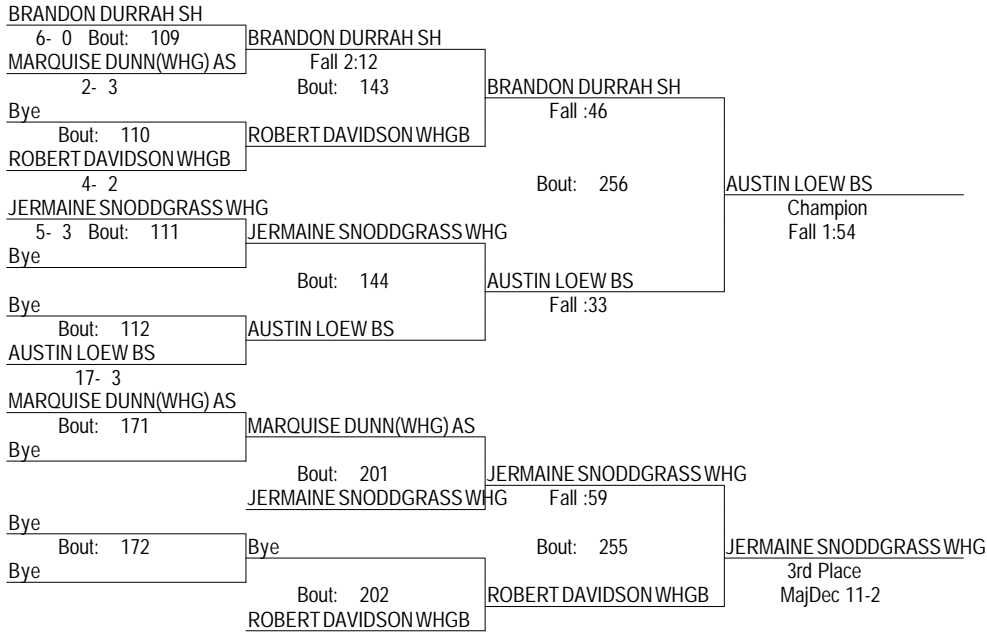 BRANDON DURRAH SH
6- 0 Bout: 109 BRANDON DURRAH SH
MARQUISE DUNN(WHG) AS Fall 2:12
2- 3 Bout: 143 BRANDON DURRAH SH
Bye Fall :46
Bout: 110 ROBERT DAVIDSON WHGB
ROBERT DAVIDSON WHGB
4- 2 Bout: 256 AUSTIN LOEW BS
JERMAINE SNODDGRASS WHG Champion
5- 3 Bout: 111 JERMAINE SNODDGRASS WHG Fall 1:54
Bye
Bout: 144 AUSTIN LOEW BS
Bye Fall :33
Bout: 112 AUSTIN LOEW BS
AUSTIN LOEW BS
17- 3
MARQUISE DUNN(WHG) AS
Bout: 171 MARQUISE DUNN(WHG) AS
Bye
Bout: 201 JERMAINE SNODDGRASS WHG
JERMAINE SNODDGRASS WHG Fall :59
Bye
Bout: 172 Bye Bout: 255 JERMAINE SNODDGRASS WHG
Bye 3rd Place
Bout: 202 ROBERT DAVIDSON WHGB MajDec 11-2
ROBERT DAVIDSON WHGB